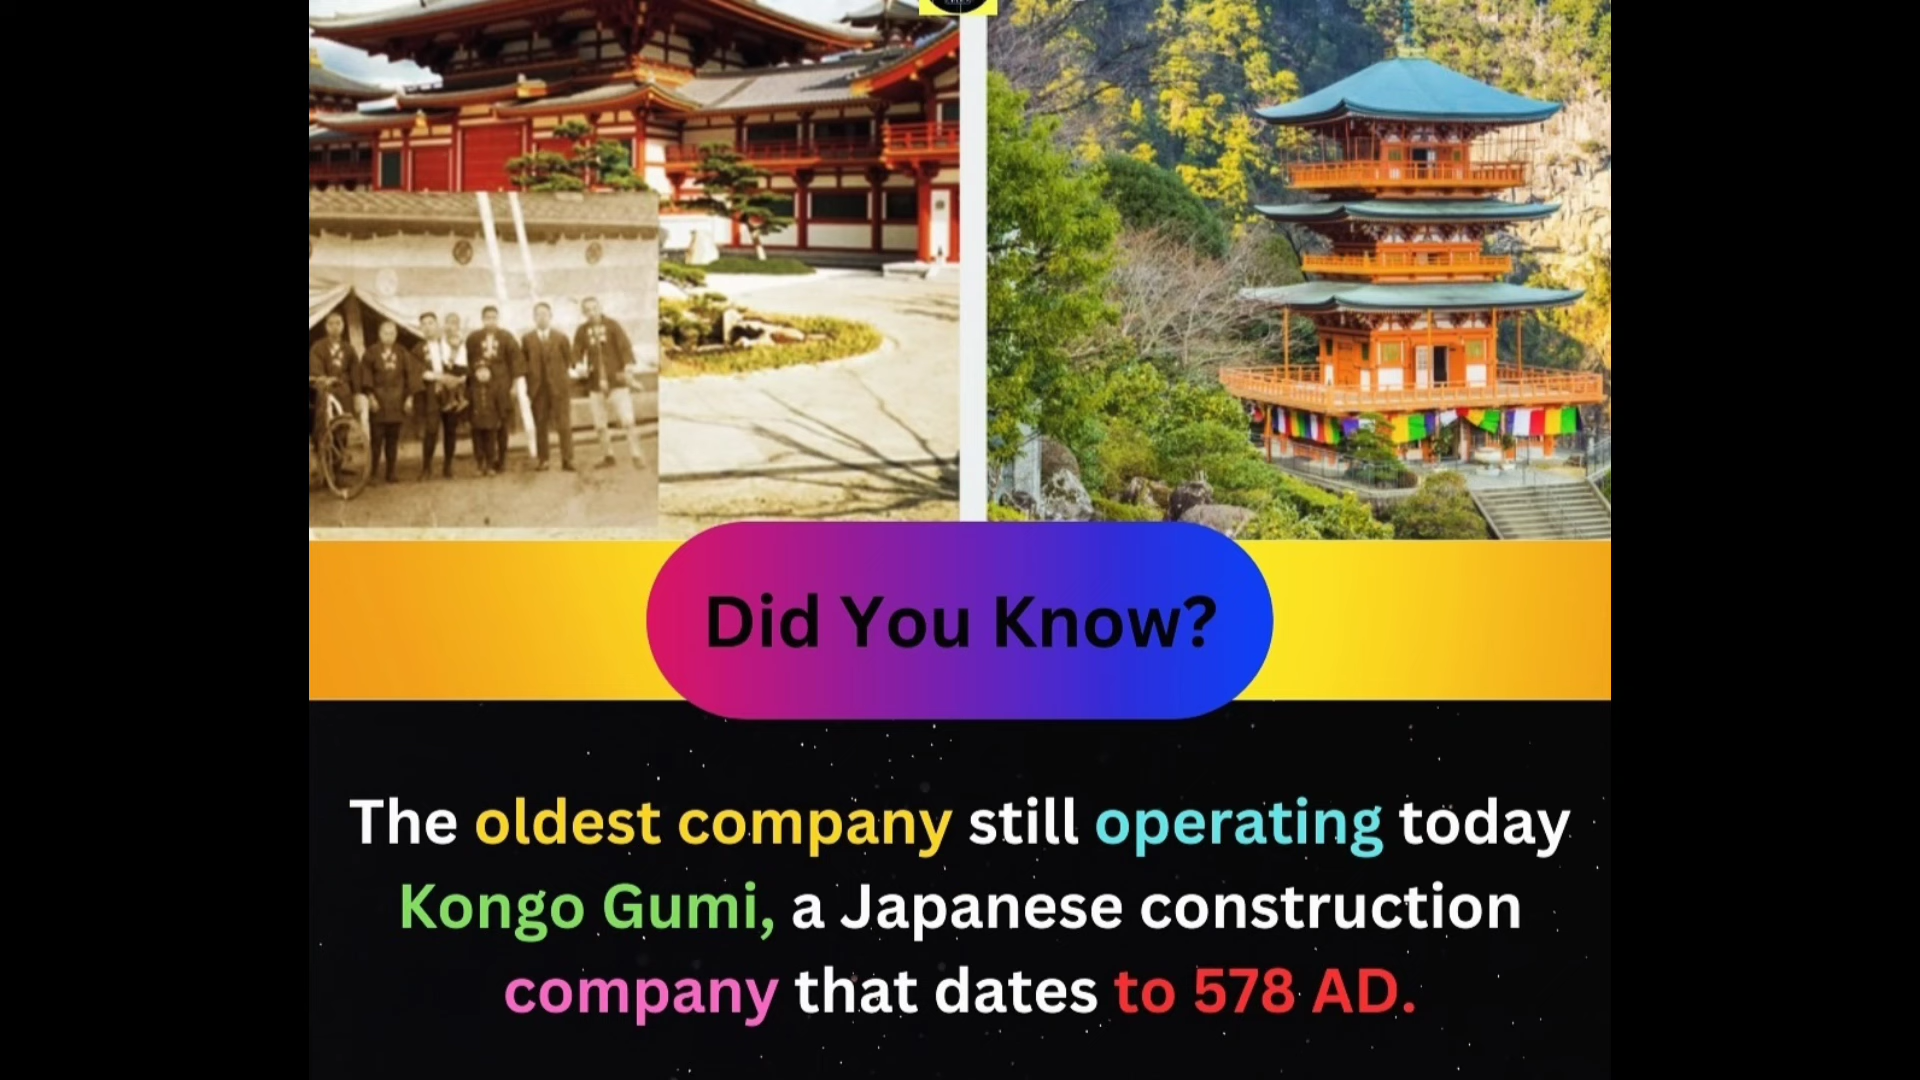 Did You Know?
The oldest company still operating today
Kongo Gumi, a Japanese construction
company that dates to 578 AD.